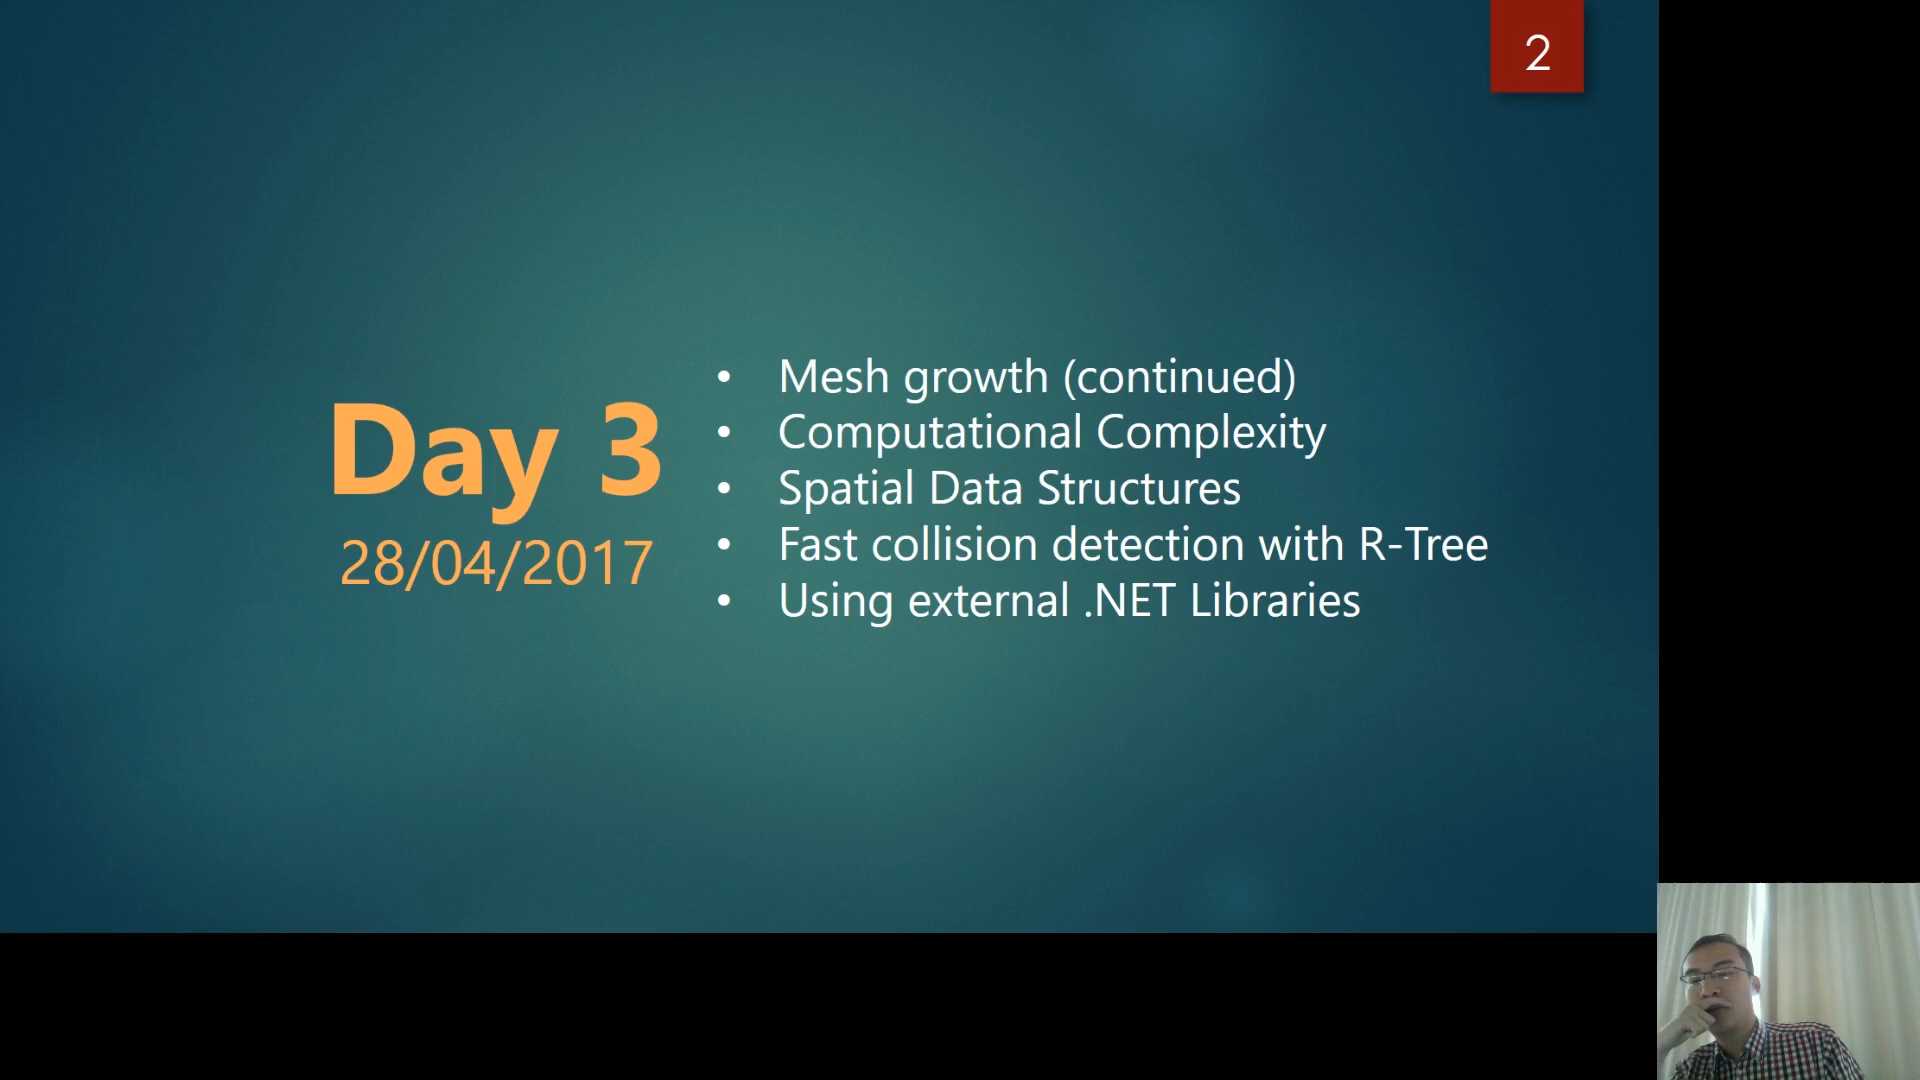 2
Day 3
28/04/2017
• Mesh growth (continued)
• Computational Complexity
• Spatial Data Structures
• Fast collision detection with R-Tree
• Using external .NET Libraries